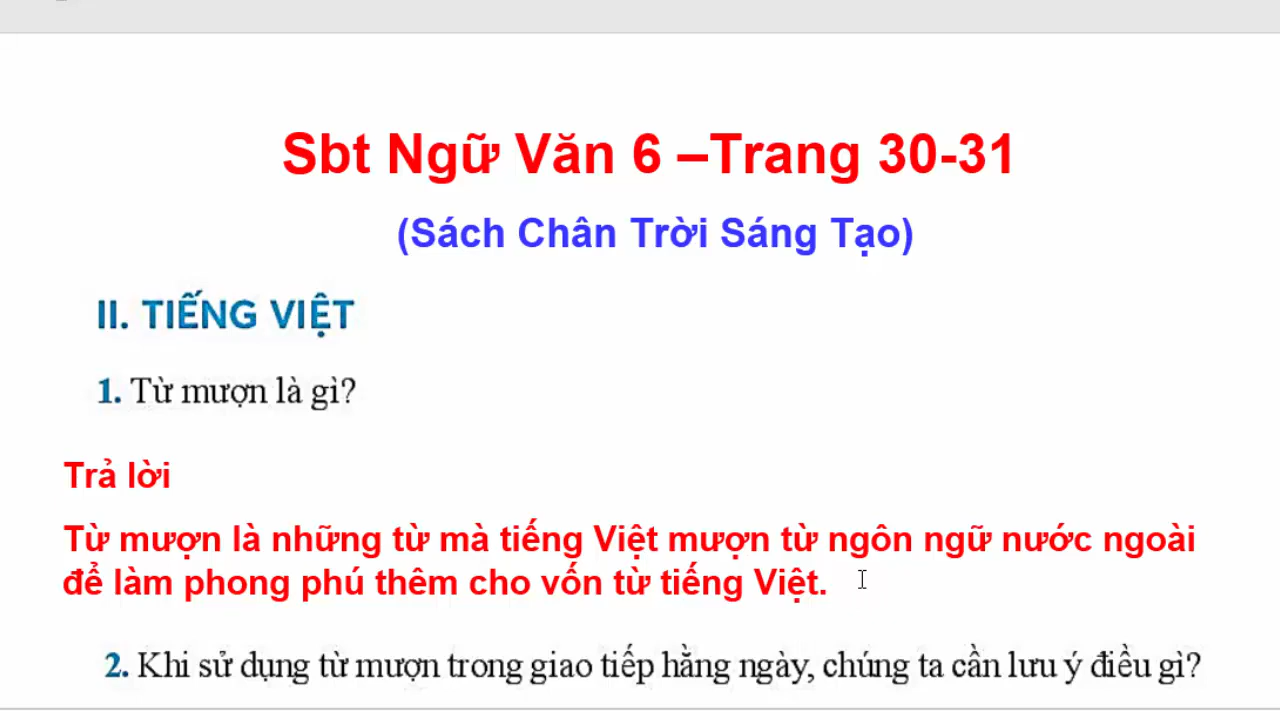 Sbt Ngữ Văn 6 –Trang 30-31
(Sách Chân Trời Sáng Tạo)
II. TIẾNG VIỆT
1. Từ mượn là gì?
Trả lời
Từ mượn là những từ mà tiếng Việt mượn từ ngôn ngữ nước ngoài
để làm phong phú thêm cho vốn từ tiếng Việt.
2. Khi sử dụng từ mượn trong giao tiếp hằng ngày, chúng ta cần lưu ý điều gì?